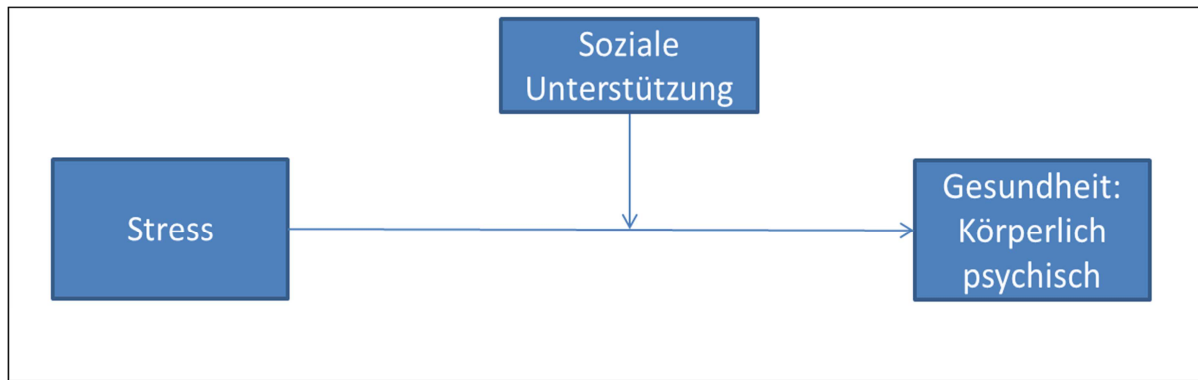 Soziale
Unterstützung
Stress
Gesundheit:
Körperlich
psychisch